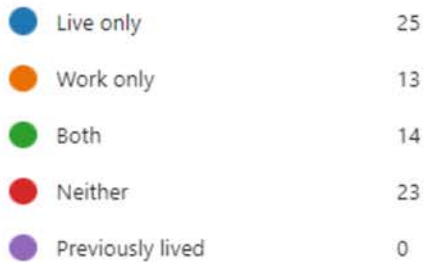 Live only 25
Work only 13
Both 14
Neither 23
Previously lived 0